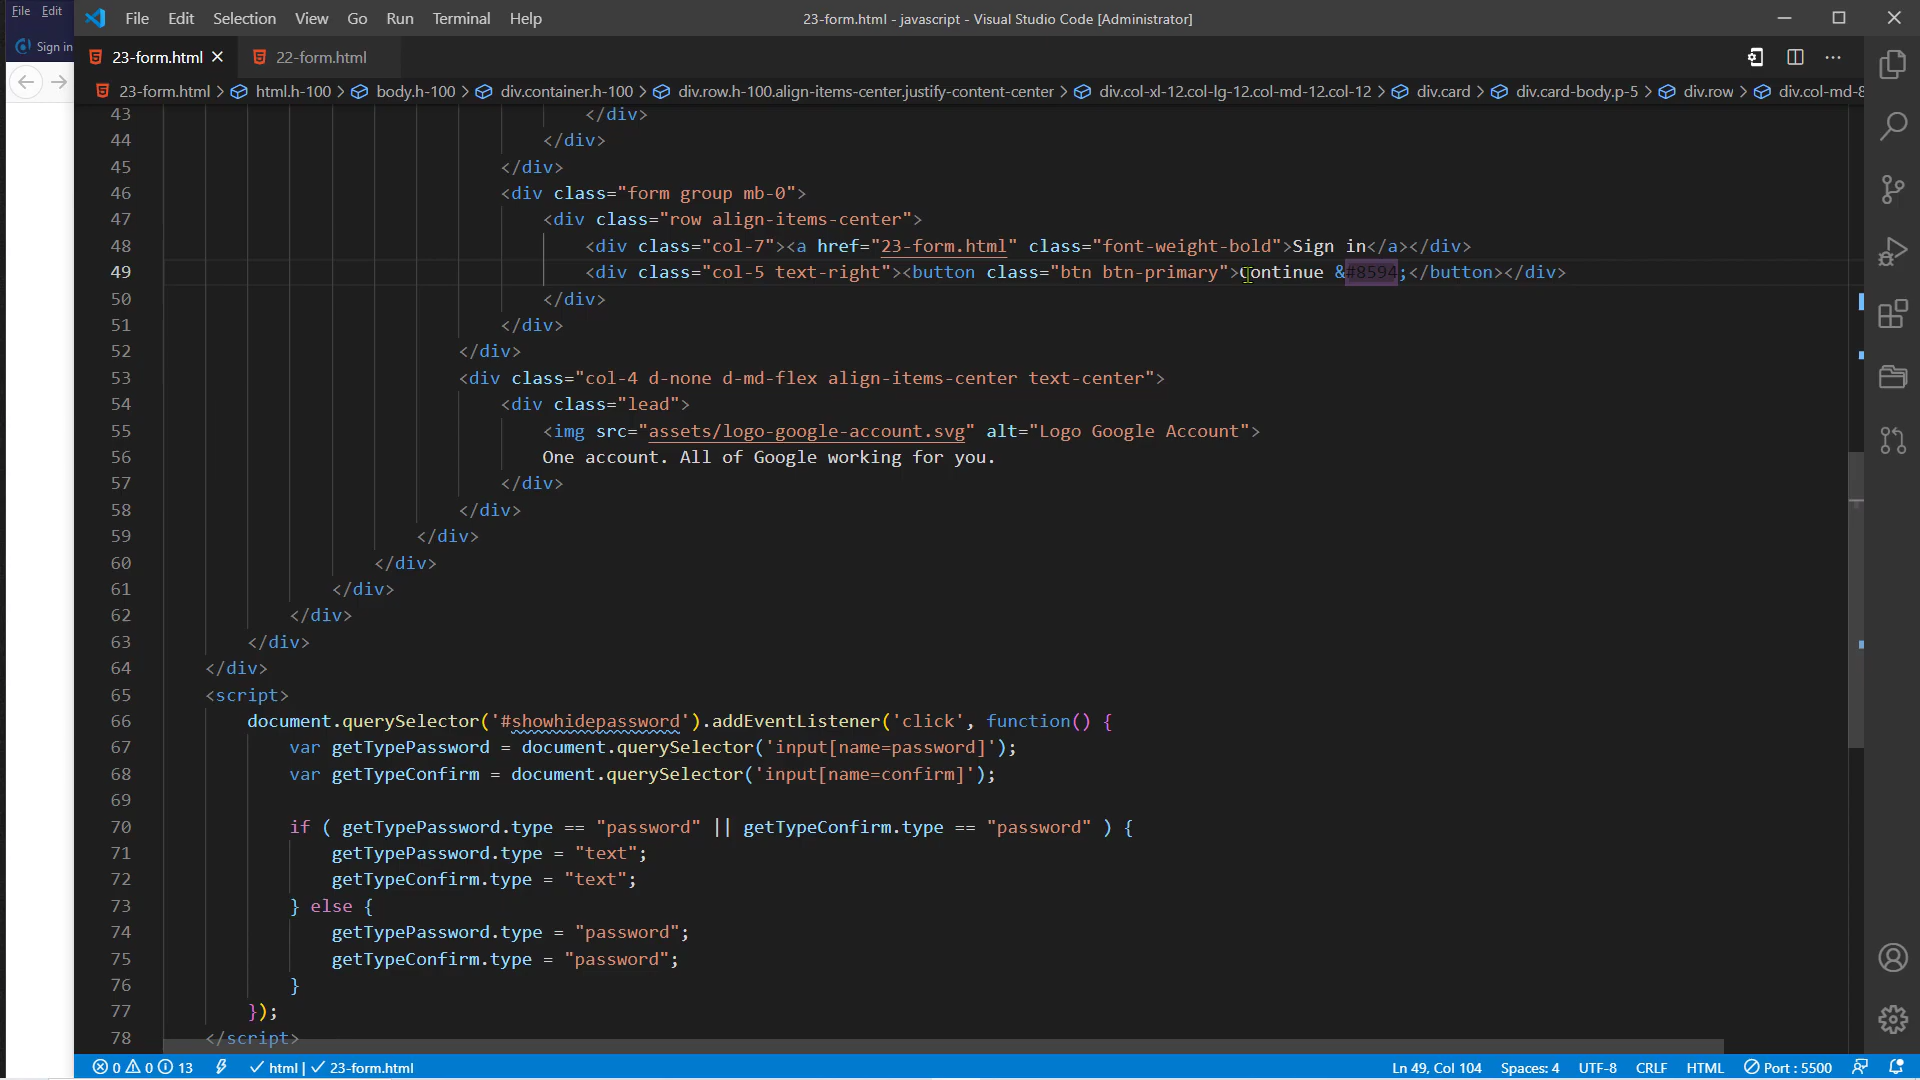 File Edit
Sign in
File Edit Selection View Go Run Terminal Help
23-form.html - javascript - Visual Studio Code [Administrator]
23-form.html 22-form.html
23-form.html > html.h-100 > body.h-100 > div.container.h-100 > div.row.h-100.align-items-center.justify-content-center > div.col-xl-12.col-lg-12.col-md-12.col-12 > div.card > div.card-body.p-5 > div.row > div.col-md-8
43 </div>
44 </div>
45 </div>
46 <div class="form group mb-0">
47 <div class="row align-items-center">
48 <div class="col-7"><a href="23-form.html" class="font-weight-bold">Sign in</a></div>
49 <div class="col-5 text-right"><button class="btn btn-primary">Continue &#8594;</button></div>
50 </div>
51 </div>
52 </div>
53 <div class="col-4 d-none d-md-flex align-items-center text-center">
54 <div class="lead">
55 <img src="assets/logo-google-account.svg" alt="Logo Google Account">
56 One account. All of Google working for you.
57 </div>
58 </div>
59 </div>
60 </div>
61 </div>
62 </div>
63 </div>
64 </div>
65 <script>
66 document.querySelector('#showhidepassword').addEventListener('click', function() {
67 var getTypePassword = document.querySelector('input[name=password]');
68 var getTypeConfirm = document.querySelector('input[name=confirm]');
69
70 if ( getTypePassword.type == "password" || getTypeConfirm.type == "password" ) {
71 getTypePassword.type = "text";
72 getTypeConfirm.type = "text";
73 } else {
74 getTypePassword.type = "password";
75 getTypeConfirm.type = "password";
76 }
77 });
78 </script>
0 0 13 html | 23-form.html Ln 49, Col 104 Spaces: 4 UTF-8 CRLF HTML Port : 5500